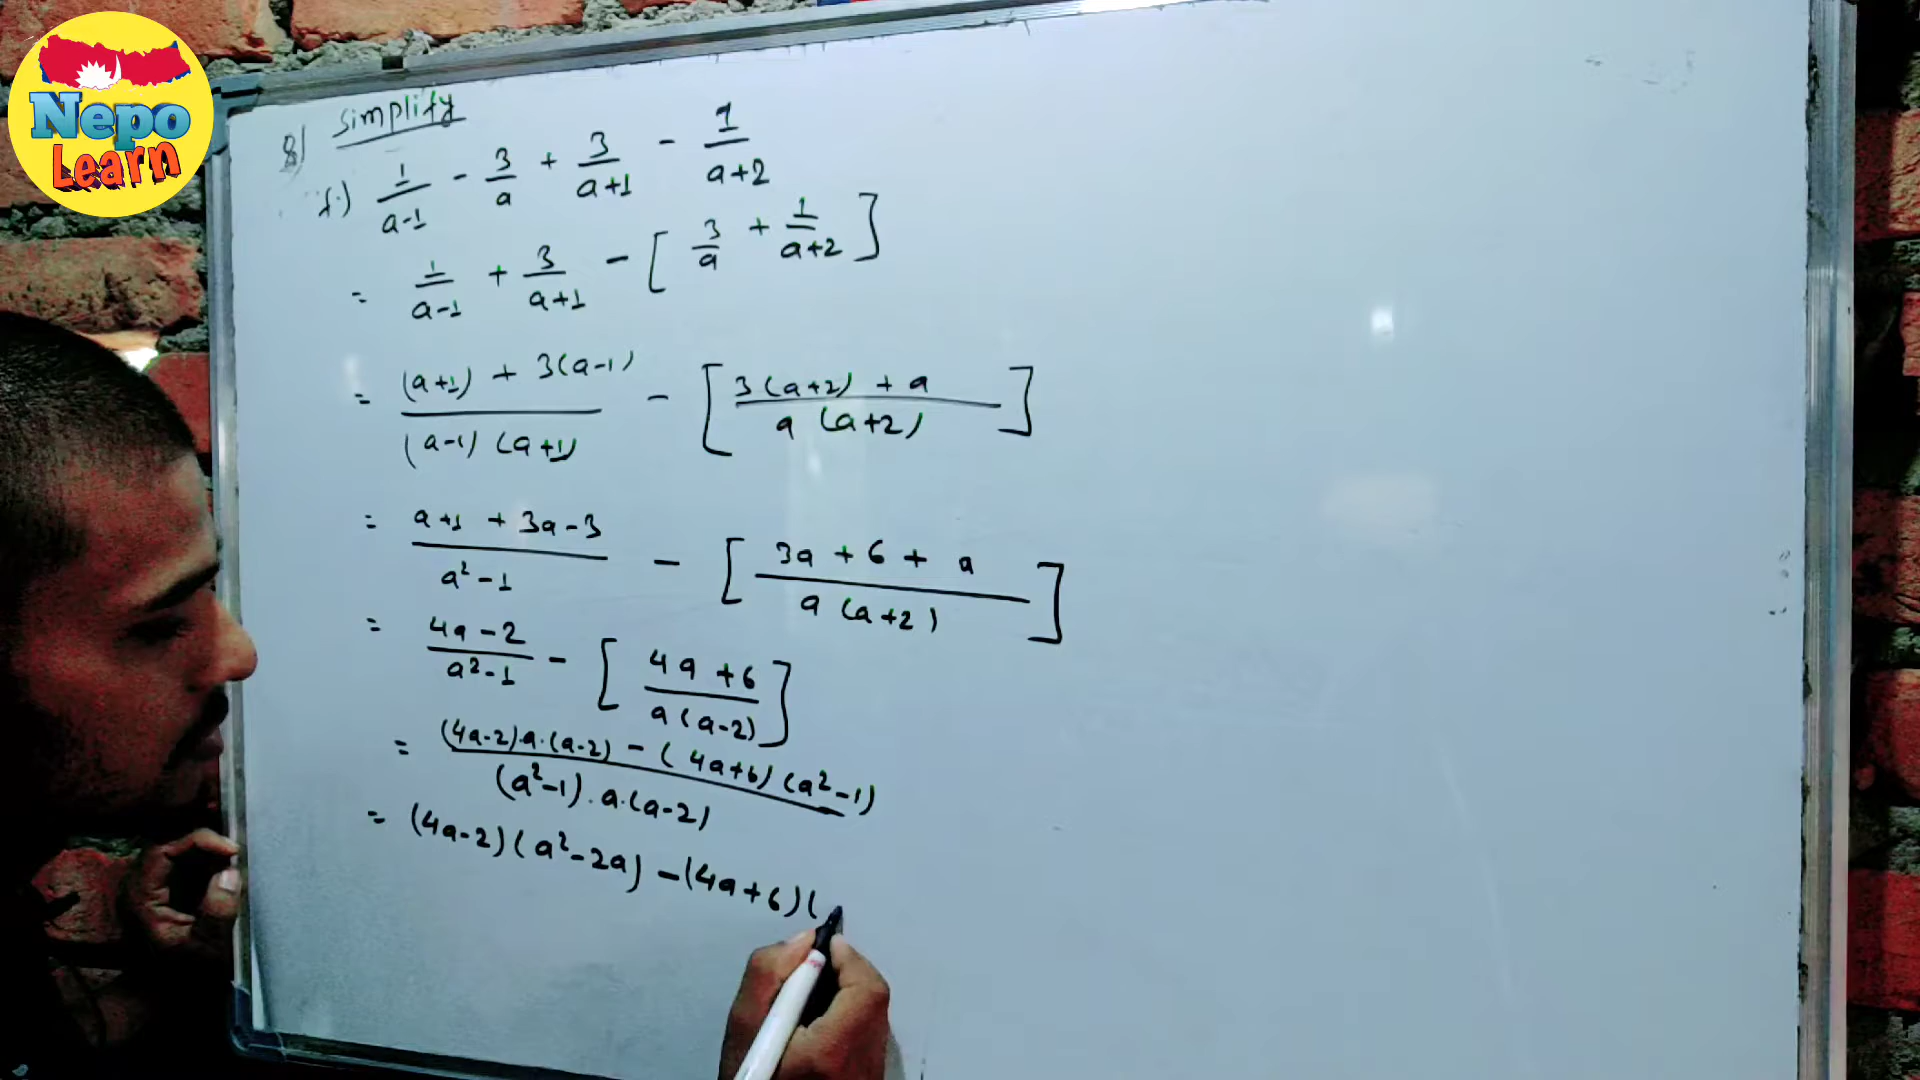 Nepo
Learn
8) Simplify
f.) 1/(a-1) - 3/a + 3/(a+1) - 1/(a+2)
= 1/(a-1) + 3/(a+1) - [ 3/a + 1/(a+2) ]
= ((a+1) + 3(a-1))/((a-1) (a+1)) - [ (3(a+2) + a)/(a (a+2)) ]
= (a+1 + 3a-3)/(a²-1) - [ (3a + 6 + a)/(a (a+2)) ]
= (4a-2)/(a²-1) - [ (4a+6)/(a(a-2)) ]
= ((4a-2).a.(a-2) - (4a+6)(a²-1))/((a²-1).a.(a-2))
= (4a-2)(a²-2a) - (4a+6)(